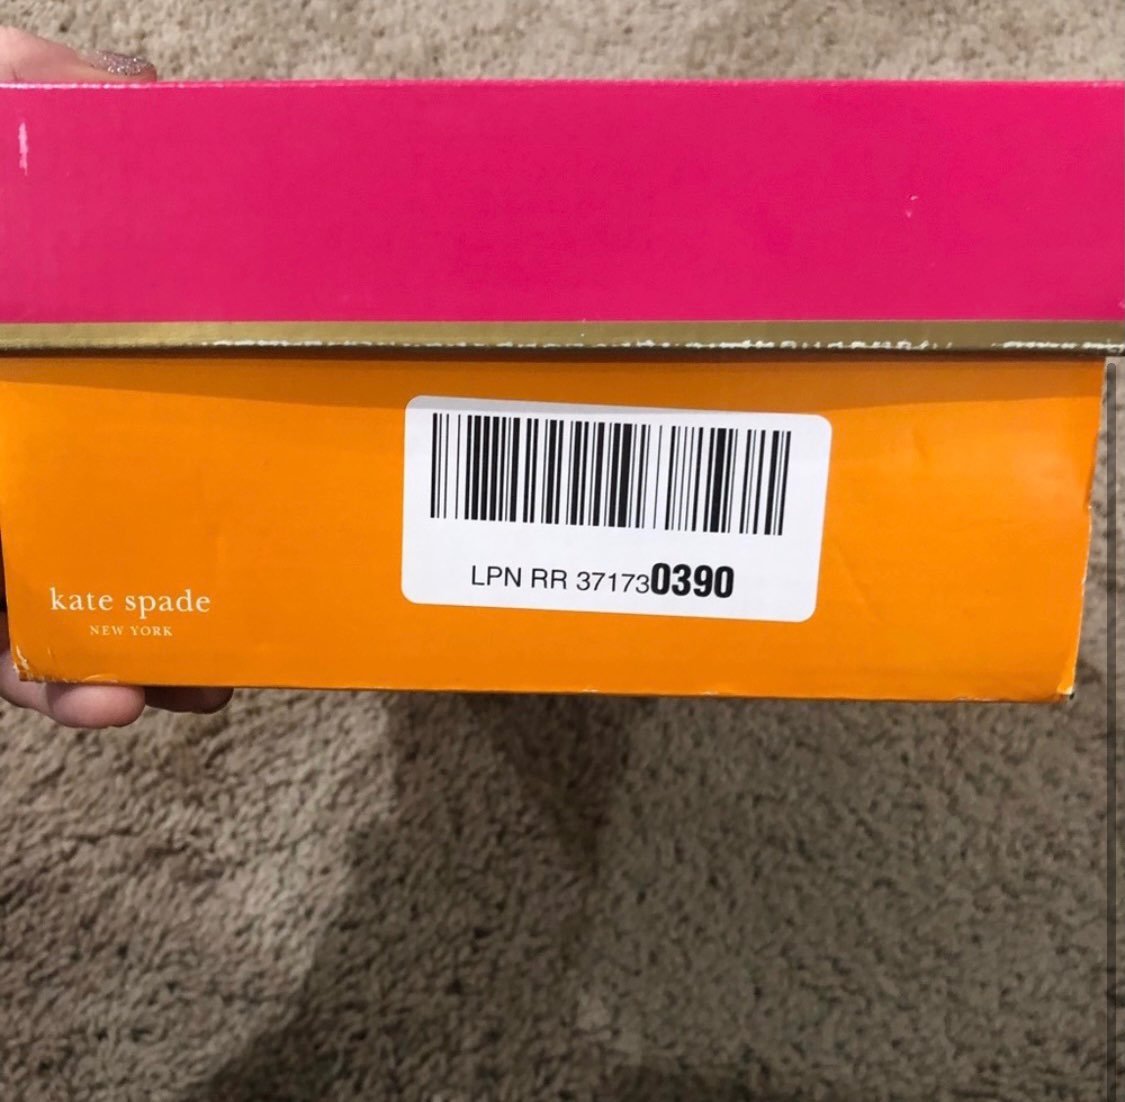 LPN RR 371730390
kate spade
NEW YORK